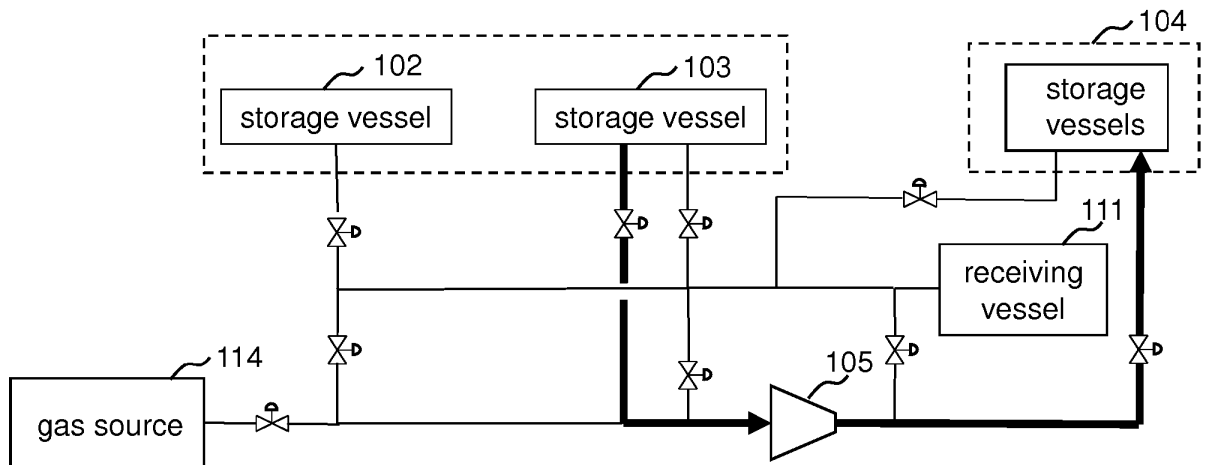 104
102
103
storage vessel
storage vessel
storage
vessels
111
receiving
vessel
114
105
gas source